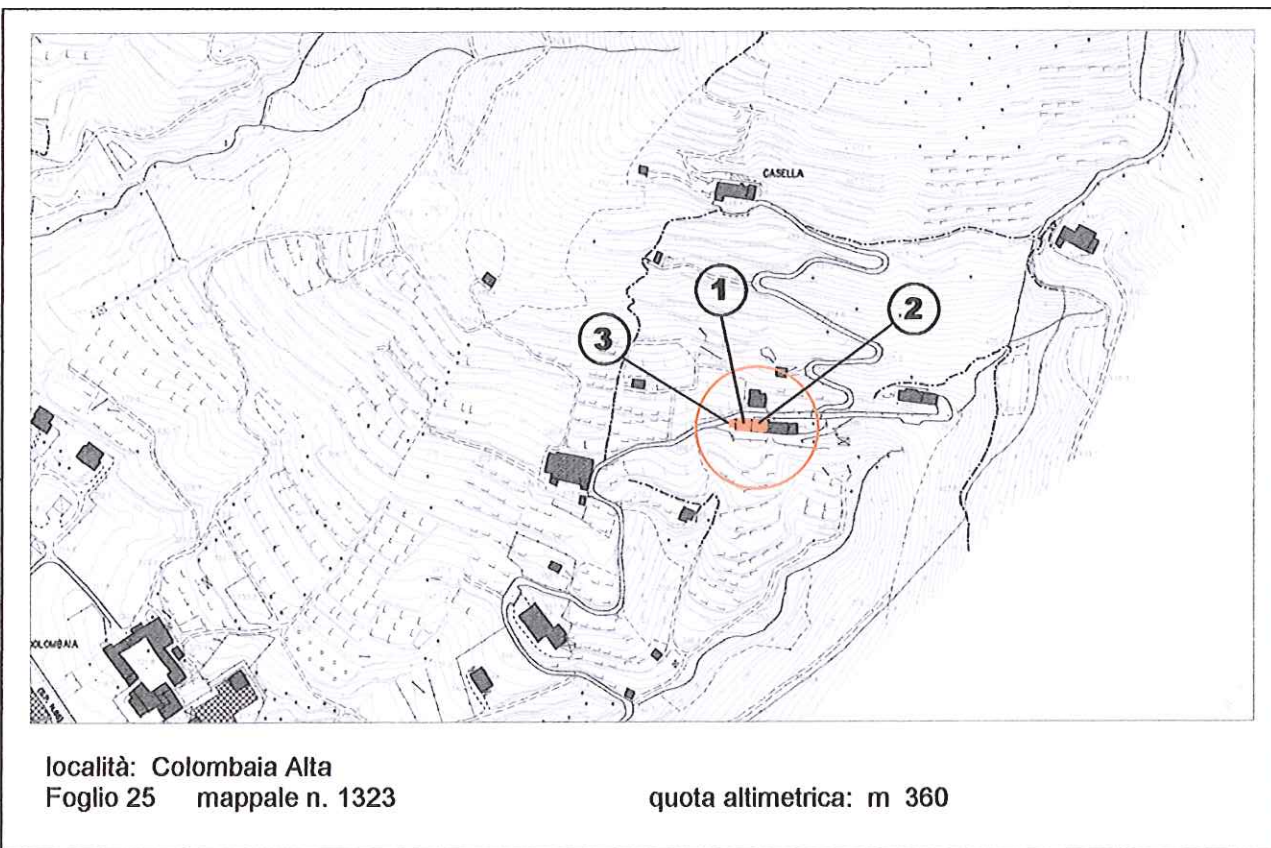 CASELLA
1
2
3
OLOMBAIA
località: Colombaia Alta
Foglio 25 mappale n. 1323 quota altimetrica: m 360